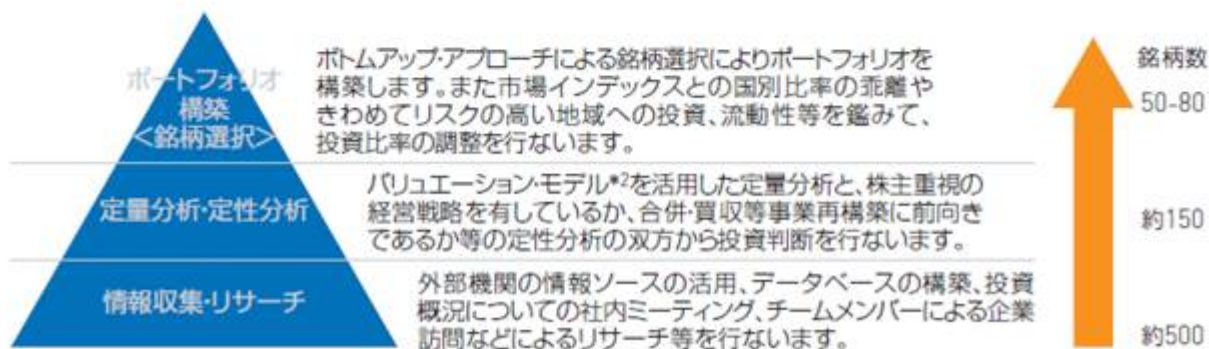 ポートフォリオ
構築
<銘柄選択>
ボトムアップ・アプローチによる銘柄選択によりポートフォリオを
構築します。また市場インデックスとの国別比率の乖離や
きわめてリスクの高い地域への投資、流動性等を鑑みて、
投資比率の調整を行ないます。
銘柄数
50-80
定量分析・定性分析
バリュエーション・モデル*2を活用した定量分析と、株主重視の
経営戦略を有しているか、合併・買収等事業再構築に前向き
であるか等の定性分析の双方から投資判断を行ないます。
約150
情報収集・リサーチ
外部機関の情報ソースの活用、データベースの構築、投資
概況についての社内ミーティング、チームメンバーによる企業
訪問などによるリサーチ等を行ないます。
約500